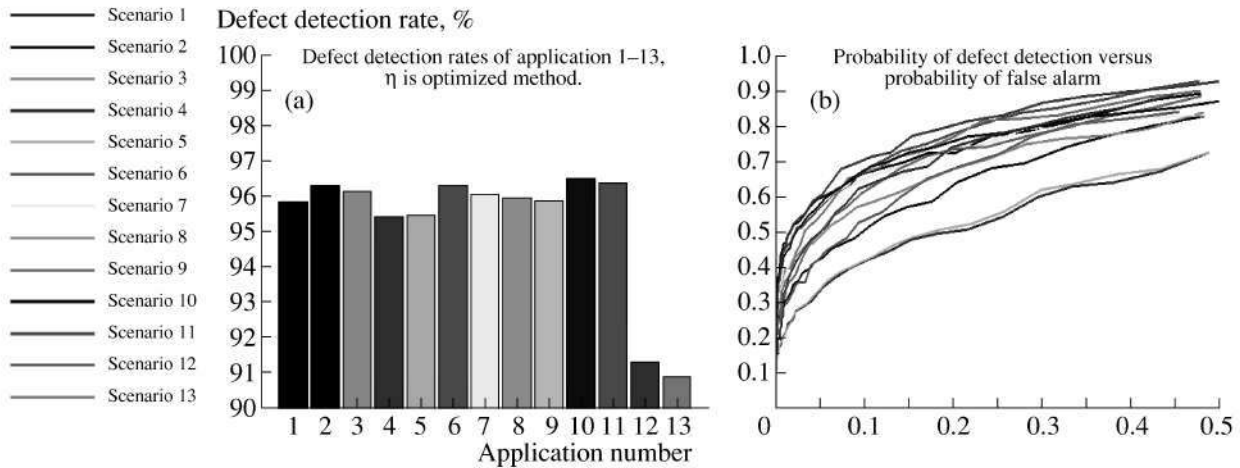 Scenario 1
Scenario 2
Scenario 3
Scenario 4
Scenario 5
Scenario 6
Scenario 7
Scenario 8
Scenario 9
Scenario 10
Scenario 11
Scenario 12
Scenario 13
Defect detection rate, %
Defect detection rates of application 1–13,
η is optimized method.
(a)
100
99
98
97
96
95
94
93
92
91
90
1 2 3 4 5 6 7 8 9 10 11 12 13
Application number
Probability of defect detection versus
probability of false alarm
(b)
1.0
0.9
0.8
0.7
0.6
0.5
0.4
0.3
0.2
0.1
0 0.1 0.2 0.3 0.4 0.5